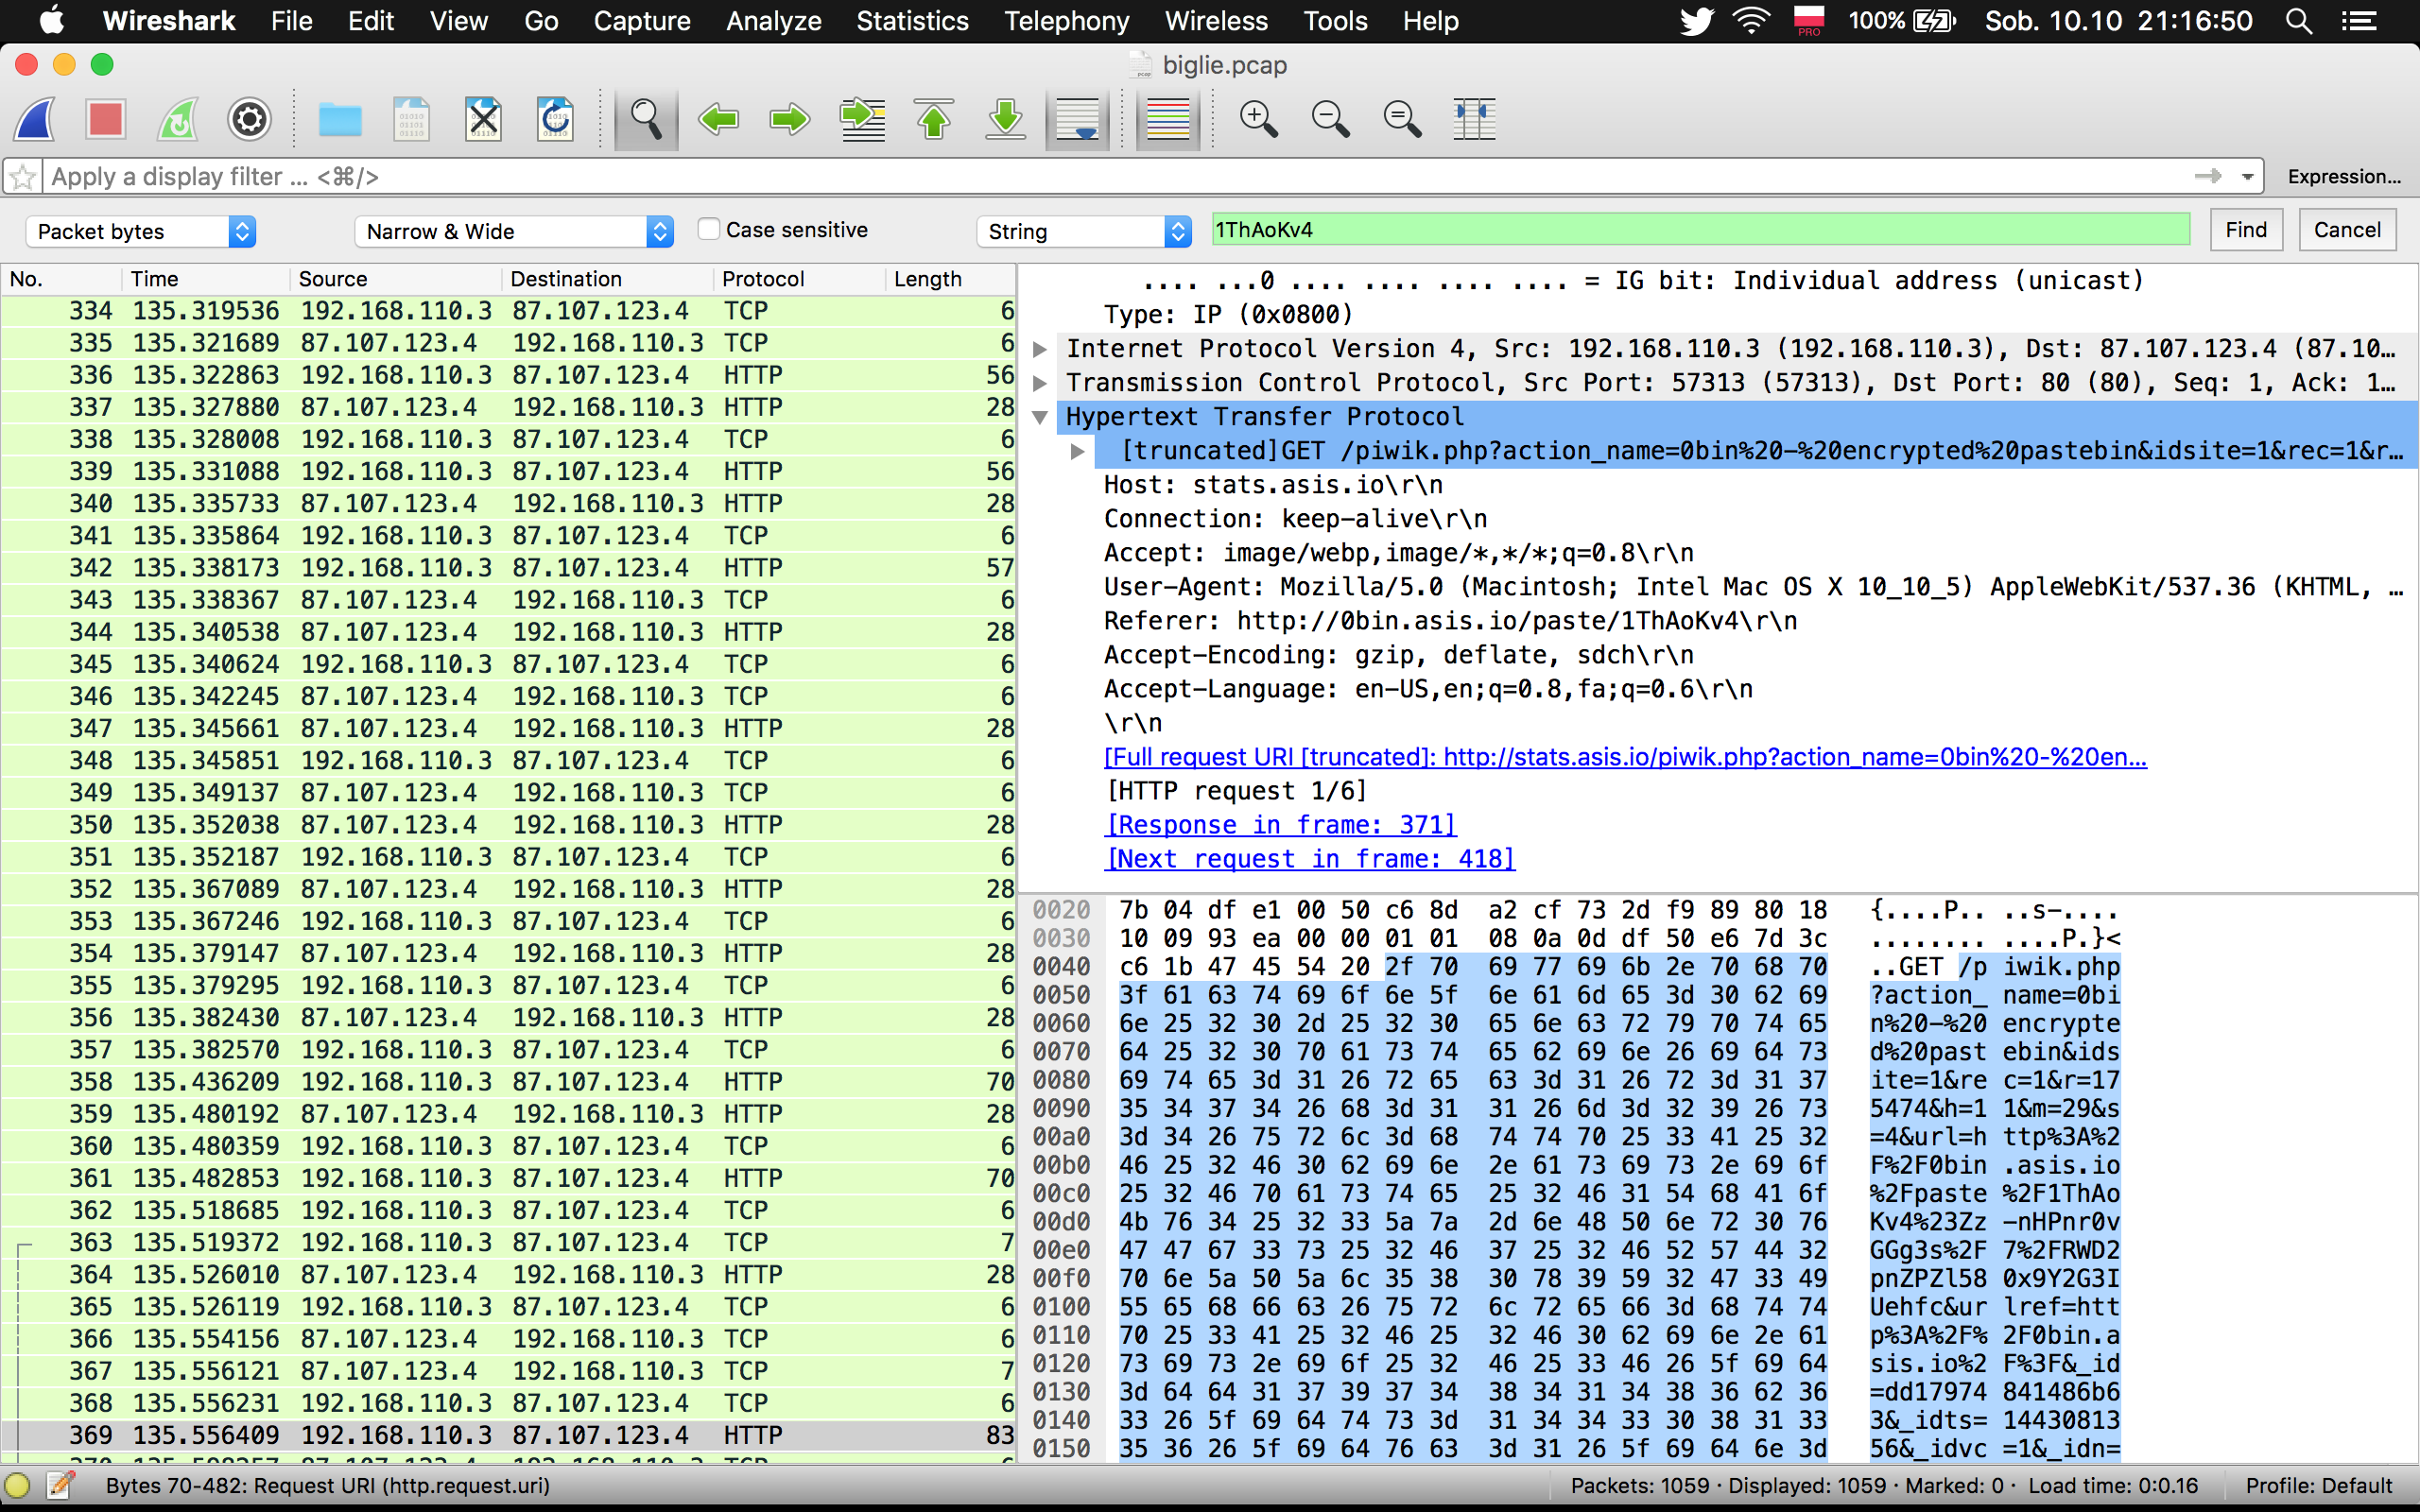 Wireshark File Edit View Go Capture Analyze Statistics Telephony Wireless Tools Help PRO 100% Sob. 10.10 21:16:50
biglie.pcap
Apply a display filter ... <⌘/> Expression...
Packet bytes Narrow & Wide Case sensitive String 1ThAoKv4 Find Cancel
No. Time Source Destination Protocol Length
334 135.319536 192.168.110.3 87.107.123.4 TCP 6
335 135.321689 87.107.123.4 192.168.110.3 TCP 6
336 135.322863 192.168.110.3 87.107.123.4 HTTP 56
337 135.327880 87.107.123.4 192.168.110.3 HTTP 28
338 135.328008 192.168.110.3 87.107.123.4 TCP 6
339 135.331088 192.168.110.3 87.107.123.4 HTTP 56
340 135.335733 87.107.123.4 192.168.110.3 HTTP 28
341 135.335864 192.168.110.3 87.107.123.4 TCP 6
342 135.338173 192.168.110.3 87.107.123.4 HTTP 57
343 135.338367 87.107.123.4 192.168.110.3 TCP 6
344 135.340538 87.107.123.4 192.168.110.3 HTTP 28
345 135.340624 192.168.110.3 87.107.123.4 TCP 6
346 135.342245 87.107.123.4 192.168.110.3 TCP 6
347 135.345661 87.107.123.4 192.168.110.3 HTTP 28
348 135.345851 192.168.110.3 87.107.123.4 TCP 6
349 135.349137 87.107.123.4 192.168.110.3 TCP 6
350 135.352038 87.107.123.4 192.168.110.3 HTTP 28
351 135.352187 192.168.110.3 87.107.123.4 TCP 6
352 135.367089 87.107.123.4 192.168.110.3 HTTP 28
353 135.367246 192.168.110.3 87.107.123.4 TCP 6
354 135.379147 87.107.123.4 192.168.110.3 HTTP 28
355 135.379295 192.168.110.3 87.107.123.4 TCP 6
356 135.382430 87.107.123.4 192.168.110.3 HTTP 28
357 135.382570 192.168.110.3 87.107.123.4 TCP 6
358 135.436209 192.168.110.3 87.107.123.4 HTTP 70
359 135.480192 87.107.123.4 192.168.110.3 HTTP 28
360 135.480359 192.168.110.3 87.107.123.4 TCP 6
361 135.482853 192.168.110.3 87.107.123.4 HTTP 70
362 135.518685 87.107.123.4 192.168.110.3 TCP 6
363 135.519372 192.168.110.3 87.107.123.4 TCP 7
364 135.526010 87.107.123.4 192.168.110.3 HTTP 28
365 135.526119 192.168.110.3 87.107.123.4 TCP 6
366 135.554156 87.107.123.4 192.168.110.3 TCP 6
367 135.556121 87.107.123.4 192.168.110.3 TCP 7
368 135.556231 192.168.110.3 87.107.123.4 TCP 6
369 135.556409 192.168.110.3 87.107.123.4 HTTP 83
.... ...0 .... .... .... .... = IG bit: Individual address (unicast)
Type: IP (0x0800)
Internet Protocol Version 4, Src: 192.168.110.3 (192.168.110.3), Dst: 87.107.123.4 (87.10…
Transmission Control Protocol, Src Port: 57313 (57313), Dst Port: 80 (80), Seq: 1, Ack: 1…
Hypertext Transfer Protocol
[truncated]GET /piwik.php?action_name=0bin%20-%20encrypted%20pastebin&idsite=1&rec=1&r…
Host: stats.asis.io\r\n
Connection: keep-alive\r\n
Accept: image/webp,image/*,*/*;q=0.8\r\n
User-Agent: Mozilla/5.0 (Macintosh; Intel Mac OS X 10_10_5) AppleWebKit/537.36 (KHTML, …
Referer: http://0bin.asis.io/paste/1ThAoKv4\r\n
Accept-Encoding: gzip, deflate, sdch\r\n
Accept-Language: en-US,en;q=0.8,fa;q=0.6\r\n
\r\n
[Full request URI [truncated]: http://stats.asis.io/piwik.php?action_name=0bin%20-%20en...
[HTTP request 1/6]
[Response in frame: 371]
[Next request in frame: 418]
0020 7b 04 df e1 00 50 c6 8d a2 cf 73 2d f9 89 80 18 {....P.. ..s-....
0030 10 09 93 ea 00 00 01 01 08 0a 0d df 50 e6 7d 3c ........ ....P.}<
0040 c6 1b 47 45 54 20 2f 70 69 77 69 6b 2e 70 68 70 ..GET /p iwik.php
0050 3f 61 63 74 69 6f 6e 5f 6e 61 6d 65 3d 30 62 69 ?action_ name=0bi
0060 6e 25 32 30 2d 25 32 30 65 6e 63 72 79 70 74 65 n%20-%20 encrypte
0070 64 25 32 30 70 61 73 74 65 62 69 6e 26 69 64 73 d%20past ebin&ids
0080 69 74 65 3d 31 26 72 65 63 3d 31 26 72 3d 31 37 ite=1&re c=1&r=17
0090 35 34 37 34 26 68 3d 31 31 26 6d 3d 32 39 26 73 5474&h=1 1&m=29&s
00a0 3d 34 26 75 72 6c 3d 68 74 74 70 25 33 41 25 32 =4&url=h ttp%3A%2
00b0 46 25 32 46 30 62 69 6e 2e 61 73 69 73 2e 69 6f F%2F0bin .asis.io
00c0 25 32 46 70 61 73 74 65 25 32 46 31 54 68 41 6f %2Fpaste %2F1ThAo
00d0 4b 76 34 25 32 33 5a 7a 2d 6e 48 50 6e 72 30 76 Kv4%23Zz -nHPnr0v
00e0 47 47 67 33 73 25 32 46 37 25 32 46 52 57 44 32 GGg3s%2F 7%2FRWD2
00f0 70 6e 5a 50 5a 6c 35 38 30 78 39 59 32 47 33 49 pnZPZl58 0x9Y2G3I
0100 55 65 68 66 63 26 75 72 6c 72 65 66 3d 68 74 74 Uehfc&ur lref=htt
0110 70 25 33 41 25 32 46 25 32 46 30 62 69 6e 2e 61 p%3A%2F% 2F0bin.a
0120 73 69 73 2e 69 6f 25 32 46 25 33 46 26 5f 69 64 sis.io%2 F%3F&_id
0130 3d 64 64 31 37 39 37 34 38 34 31 34 38 36 62 36 =dd17974 841486b6
0140 33 26 5f 69 64 74 73 3d 31 34 34 33 30 38 31 33 3&_idts= 14430813
0150 35 36 26 5f 69 64 76 63 3d 31 26 5f 69 64 6e 3d 56&_idvc =1&_idn=
Bytes 70-482: Request URI (http.request.uri) Packets: 1059 · Displayed: 1059 · Marked: 0 · Load time: 0:0.16 Profile: Default